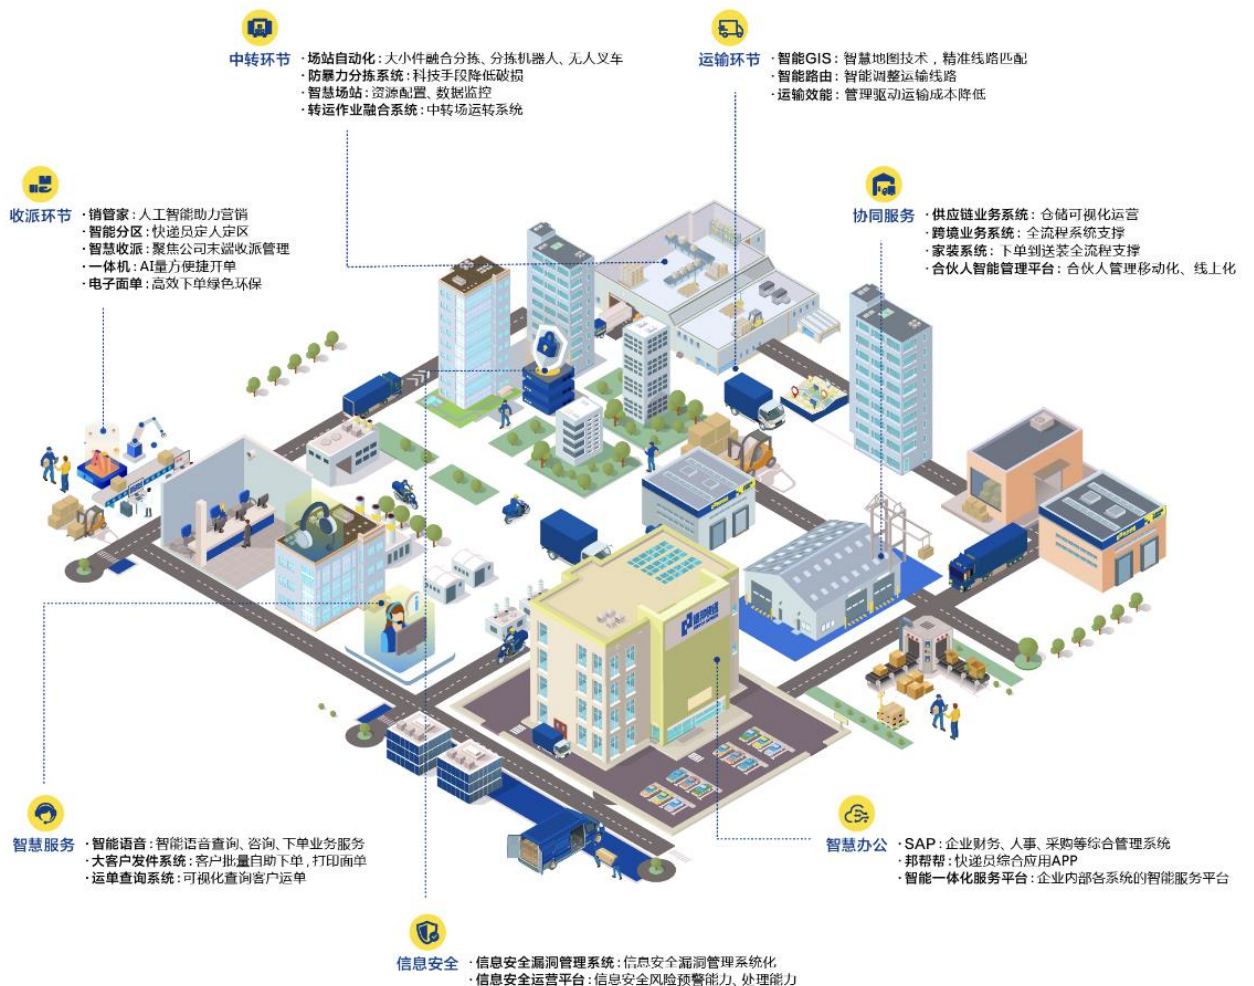 中转环节
· 场站自动化：大小件融合分拣、分拣机器人、无人叉车
· 防暴力分拣系统：科技手段降低破损
· 智慧场站：资源配置、数据监控
· 转运作业融合系统：中转场运转系统
运输环节
· 智能GIS：智慧地图技术，精准线路匹配
· 智能路由：智能调整运输线路
· 运输效能：管理驱动运输成本降低
收派环节
· 销管家：人工智能助力营销
· 智能分区：快递员定人定区
· 智慧收派：聚焦公司末端收派管理
· 一体机：AI量方便捷开单
· 电子面单：高效下单绿色环保
协同服务
· 供应链业务系统：仓储可视化运营
· 跨境业务系统：全流程系统支撑
· 家装系统：下单到送装全流程支撑
· 合伙人智能管理平台：合伙人管理移动化、线上化
德邦快递
智慧服务
· 智能语音：智能语音查询、咨询、下单业务服务
· 大客户发件系统：客户批量自助下单，打印面单
· 运单查询系统：可视化查询客户运单
智慧办公
· SAP：企业财务、人事、采购等综合管理系统
· 邦帮帮：快递员综合应用APP
· 智能一体化服务平台：企业内部各系统的智能服务平台
信息安全
· 信息安全漏洞管理系统：信息安全漏洞管理系统化
· 信息安全运营平台：信息安全风险预警能力、处理能力